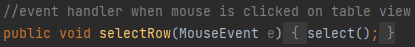 //event handler when mouse is clicked on table view
public void selectRow(MouseEvent e) { select(); }